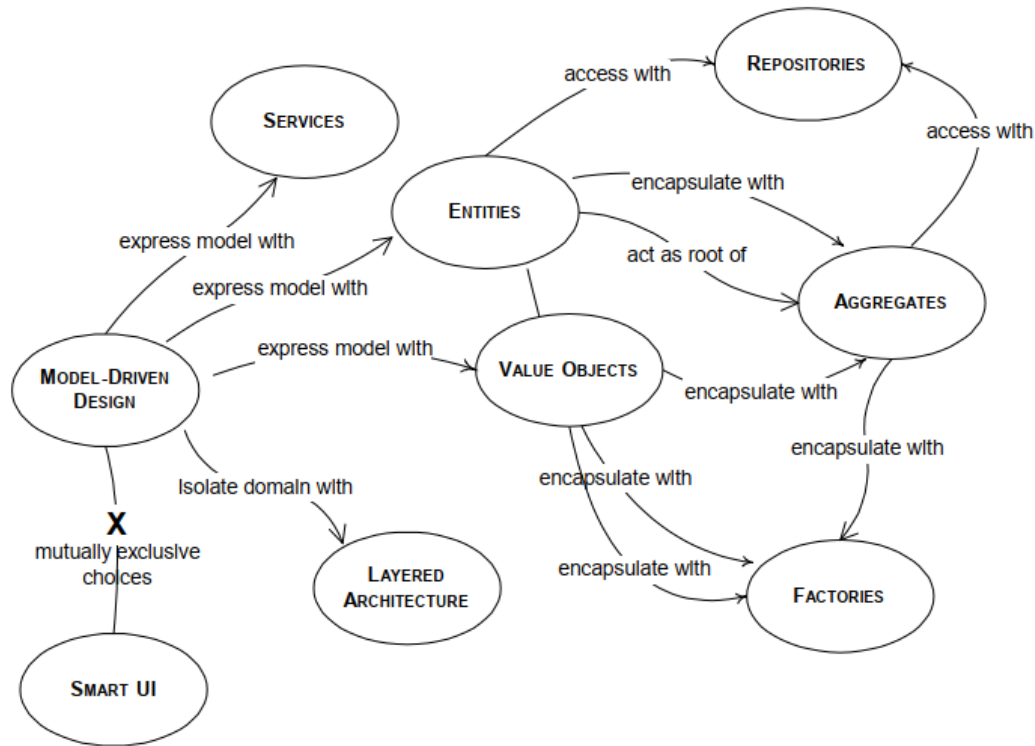 REPOSITORIES
access with
SERVICES
access with
encapsulate with
ENTITIES
express model with
act as root of
express model with
AGGREGATES
express model with
VALUE OBJECTS
MODEL-DRIVEN
DESIGN
encapsulate with
encapsulate with
encapsulate with
Isolate domain with
X
mutually exclusive
choices
encapsulate with
LAYERED
ARCHITECTURE
FACTORIES
SMART UI